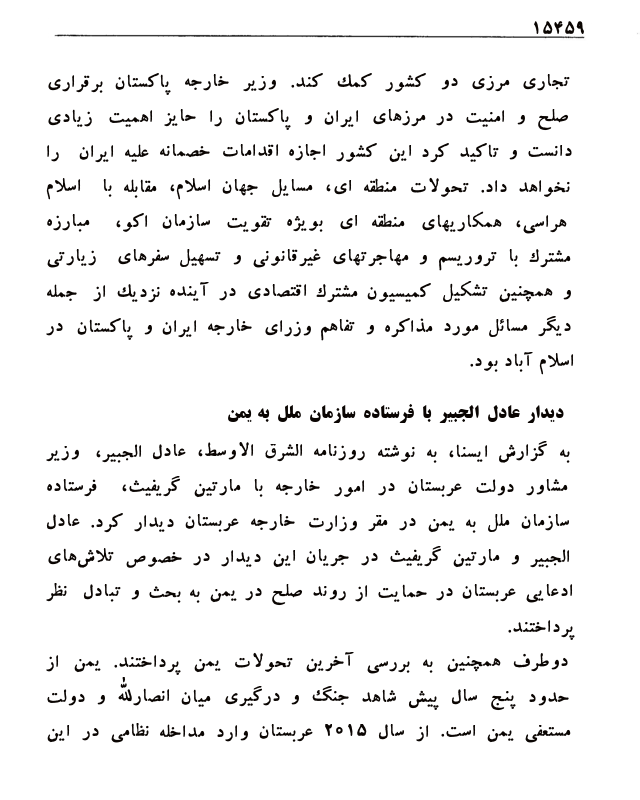 ۱۵۴۵۹
تجاری مرزی دو کشور کمك کند. وزیر خارجه پاکستان برقراری
صلح و امنیت در مرزهای ایران و پاکستان را حایز اهمیت زیادی
دانست و تاکید کرد این کشور اجازه اقدامات خصمانه علیه ایران را
نخواهد داد. تحولات منطقه ای، مسایل جهان اسلام، مقابله با اسلام
هراسی، همکاریهای منطقه ای بویژه تقویت سازمان اکو، مبارزه
مشترك با تروریسم و مهاجرتهای غیرقانونی و تسهیل سفرهای زیارتی
و همچنین تشکیل کمیسیون مشترك اقتصادی در آینده نزدیك از جمله
دیگر مسائل مورد مذاکره و تفاهم وزرای خارجه ایران و پاکستان در
اسلام آباد بود.
دیدار عادل الجبیر با فرستاده سازمان ملل به یمن
به گزارش ایسنا، به نوشته روزنامه الشرق الاوسط، عادل الجبیر، وزیر
مشاور دولت عربستان در امور خارجه با مارتین گریفیث، فرستاده
سازمان ملل به یمن در مقر وزارت خارجه عربستان دیدار کرد. عادل
الجبیر و مارتین گریفیث در جریان این دیدار در خصوص تلاش‌های
ادعایی عربستان در حمایت از روند صلح در یمن به بحث و تبادل نظر
پرداختند.
دوطرف همچنین به بررسی آخرین تحولات یمن پرداختند. یمن از
حدود پنج سال پیش شاهد جنگ و درگیری میان انصارالله و دولت
مستعفی یمن است. از سال ۲۰۱۵ عربستان وارد مداخله نظامی در این